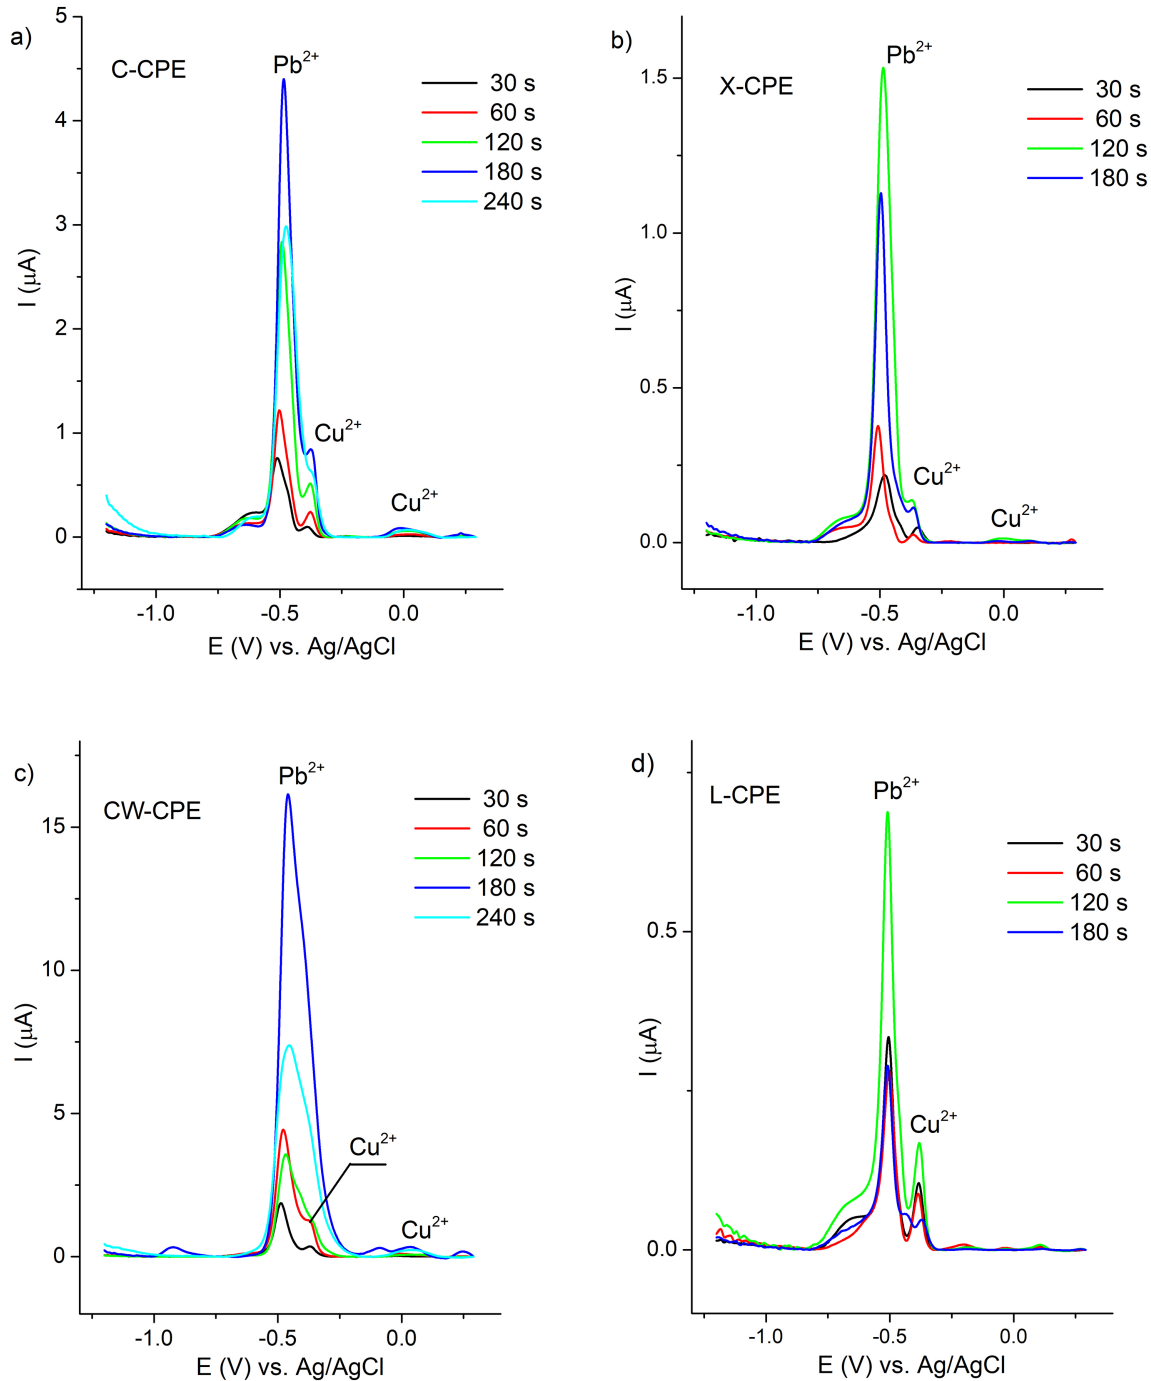 a)
C-CPE
Pb²⁺
30 s
60 s
120 s
180 s
240 s
Cu²⁺
Cu²⁺
5
4
3
2
1
0
I (μA)
-1.0 -0.5 0.0
E (V) vs. Ag/AgCl
b)
X-CPE
Pb²⁺
30 s
60 s
120 s
180 s
Cu²⁺
Cu²⁺
1.5
1.0
0.5
0.0
I (μA)
-1.0 -0.5 0.0
E (V) vs. Ag/AgCl
c)
CW-CPE
Pb²⁺
30 s
60 s
120 s
180 s
240 s
Cu²⁺
Cu²⁺
15
10
5
0
I (μA)
-1.0 -0.5 0.0
E (V) vs. Ag/AgCl
d)
L-CPE
Pb²⁺
30 s
60 s
120 s
180 s
Cu²⁺
0.5
0.0
I (μA)
-1.0 -0.5 0.0
E (V) vs. Ag/AgCl